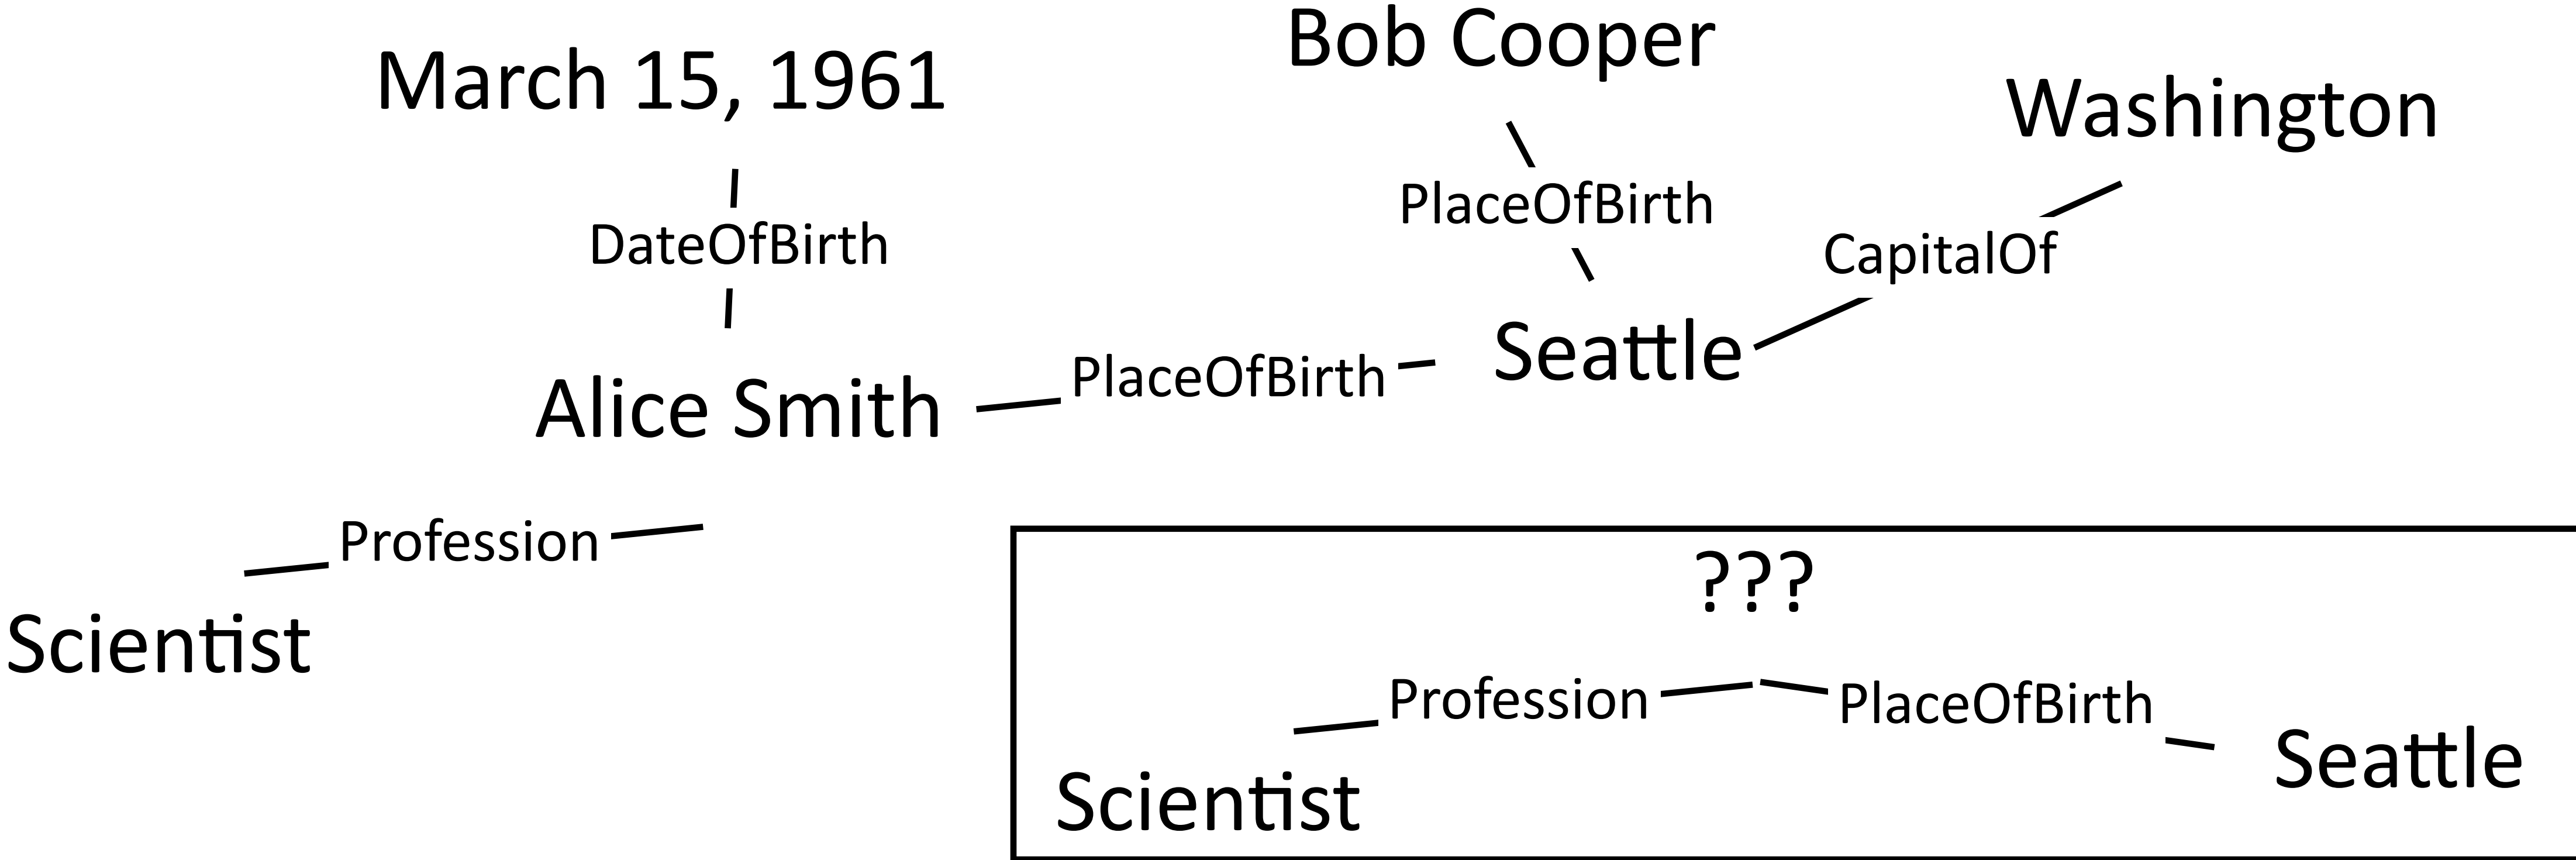 Bob Cooper
March 15, 1961
Washington
PlaceOfBirth
DateOfBirth
CapitalOf
Seattle
PlaceOfBirth
Alice Smith
Profession
Scientist
???
Profession
PlaceOfBirth
Seattle
Scientist